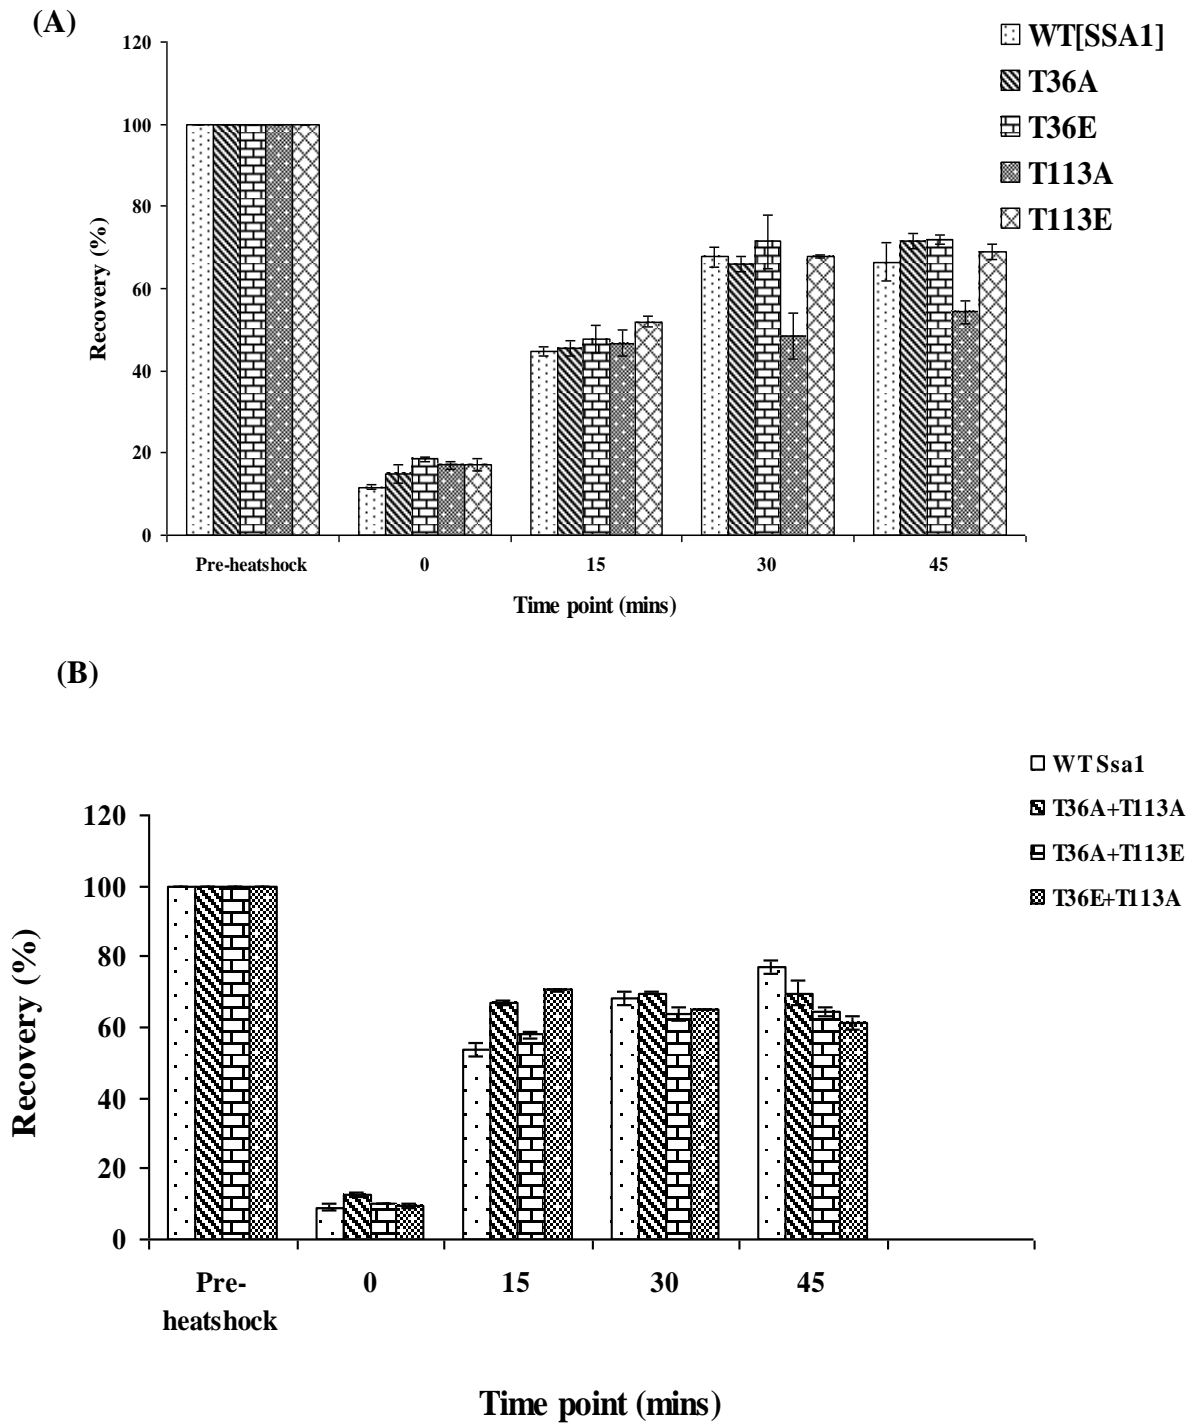 (A)
120
100
80
60
40
20
0
Recovery (%)
Pre-heatshock
0
15
30
45
Time point (mins)
WT[SSA1]
T36A
T36E
T113A
T113E
(B)
120
100
80
60
40
20
0
Recovery (%)
Pre-
heatshock
0
15
30
45
Time point (mins)
WT Ssa1
T36A+T113A
T36A+T113E
T36E+T113A